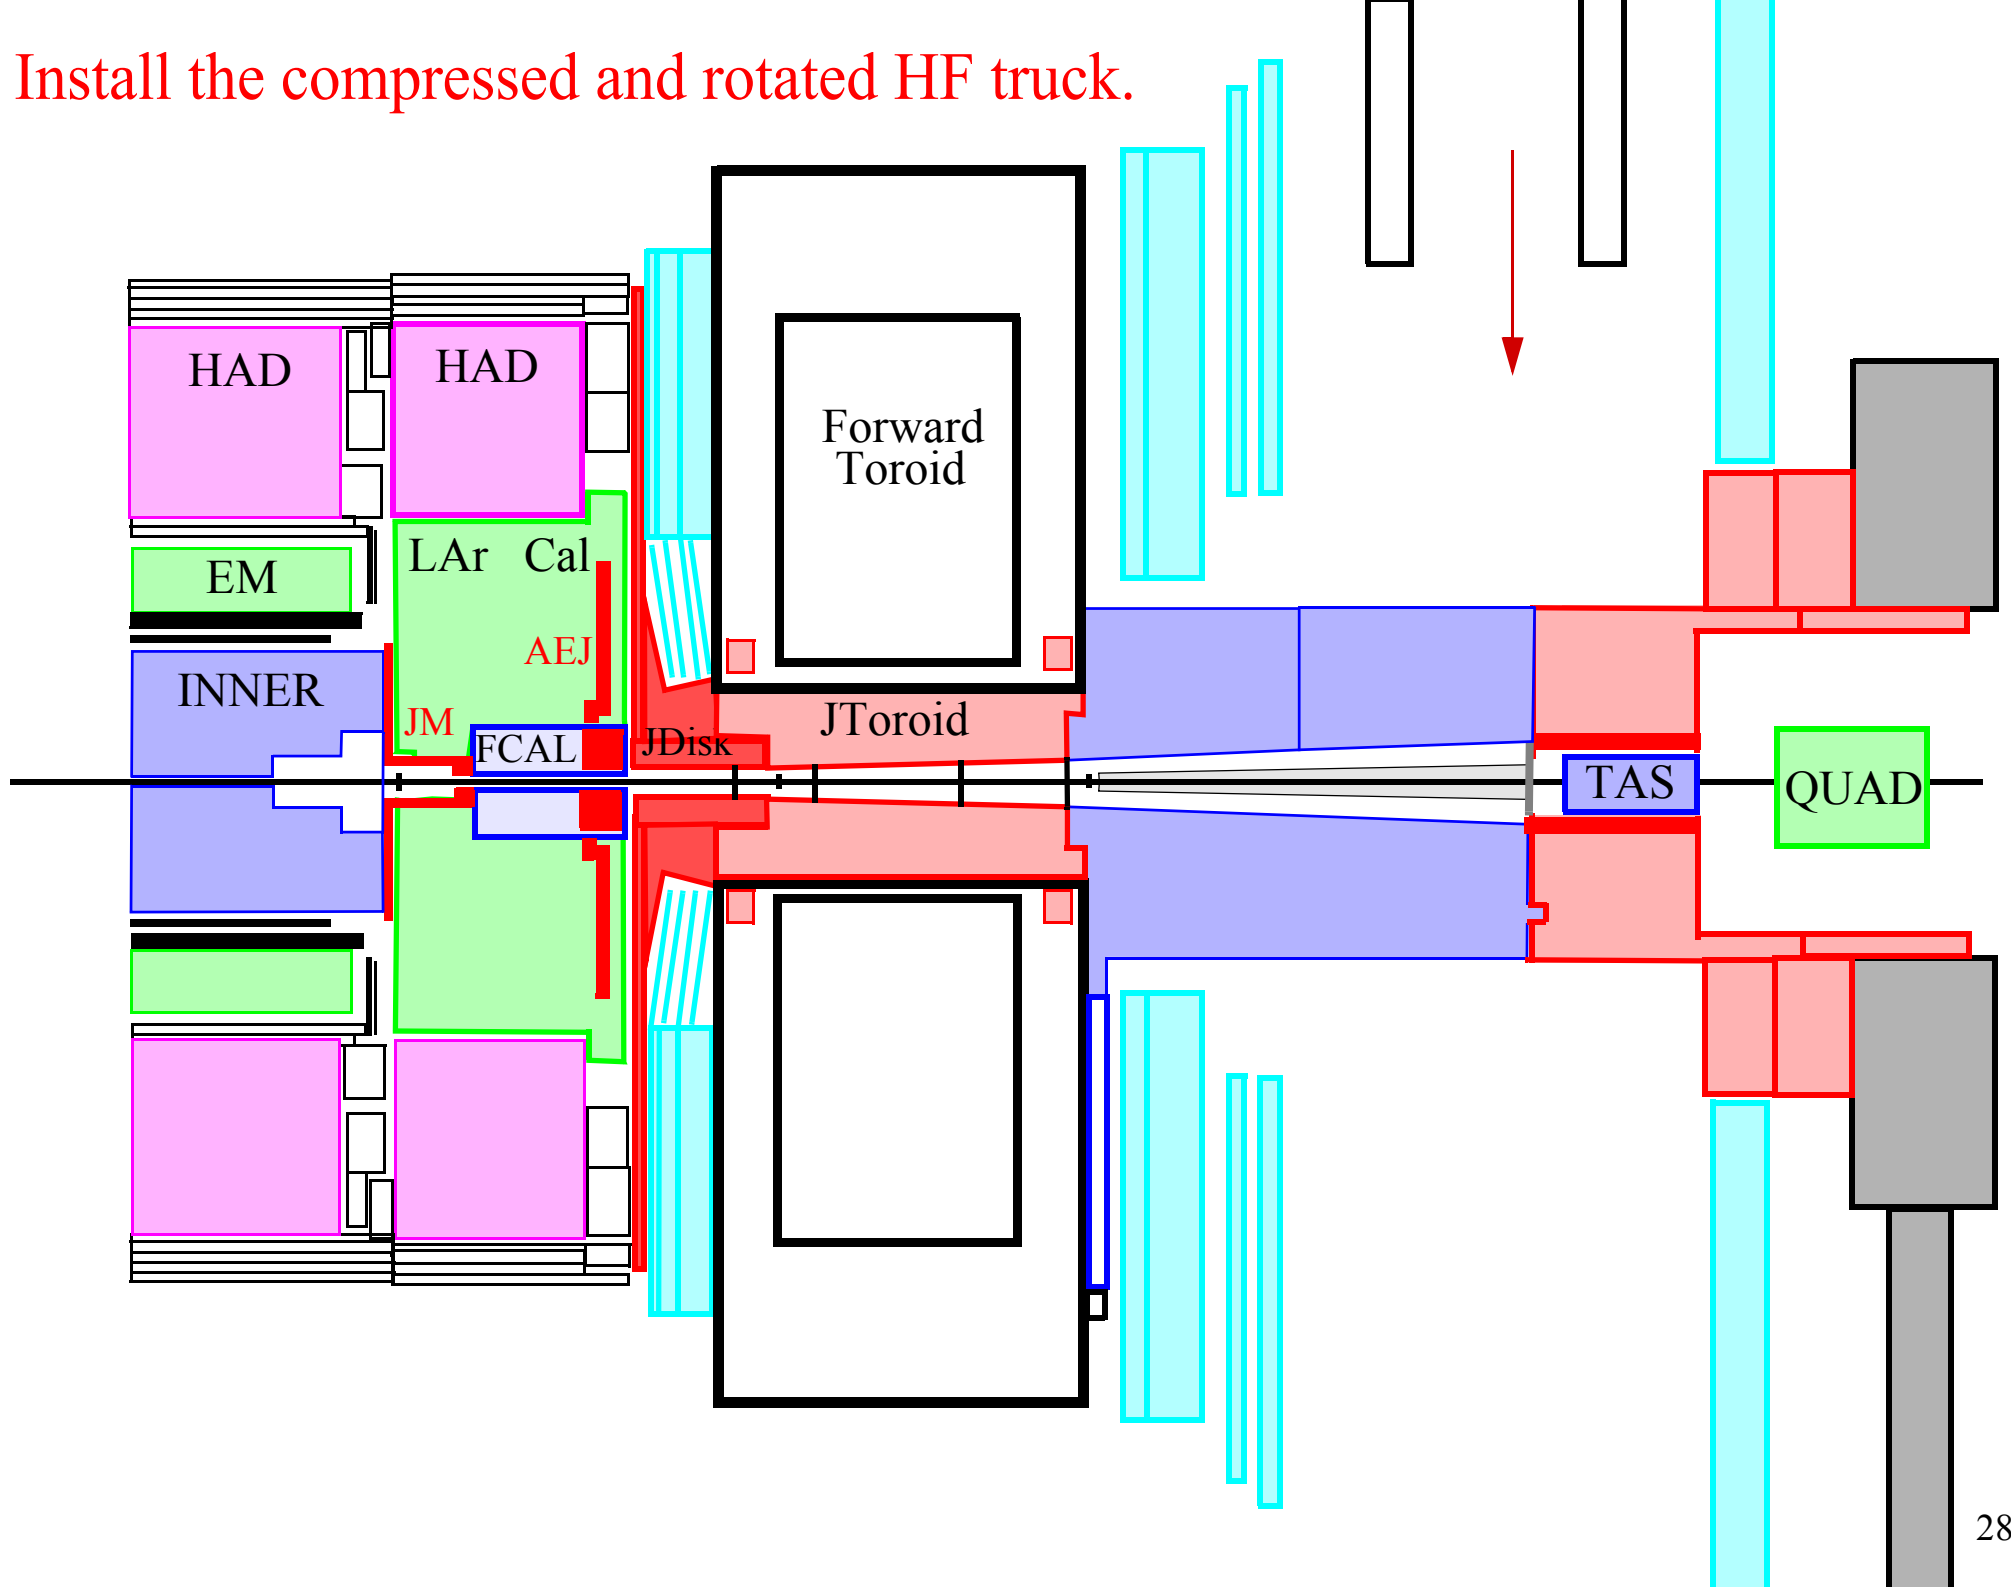 Install the compressed and rotated HF truck.
HAD
HAD
Forward
Toroid
LAr Cal
EM
AEJ
INNER
JM
FCAL
JDisk
JToroid
TAS
QUAD
28